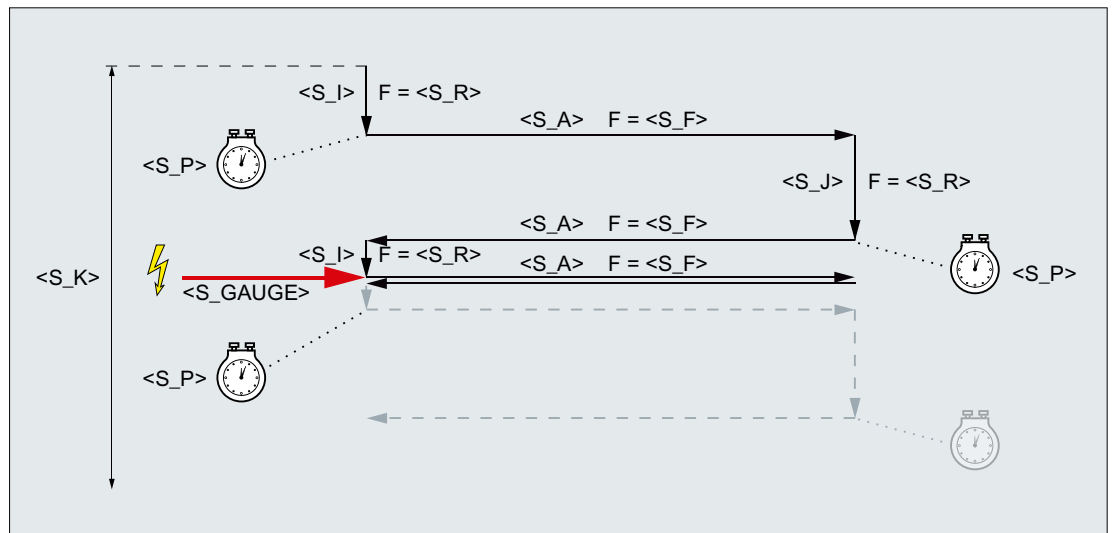 <S_I> F = <S_R>
<S_A> F = <S_F>
<S_P>
<S_J> F = <S_R>
<S_A> F = <S_F>
<S_I> F = <S_R>
<S_A> F = <S_F>
<S_K>
<S_P>
<S_GAUGE>
<S_P>